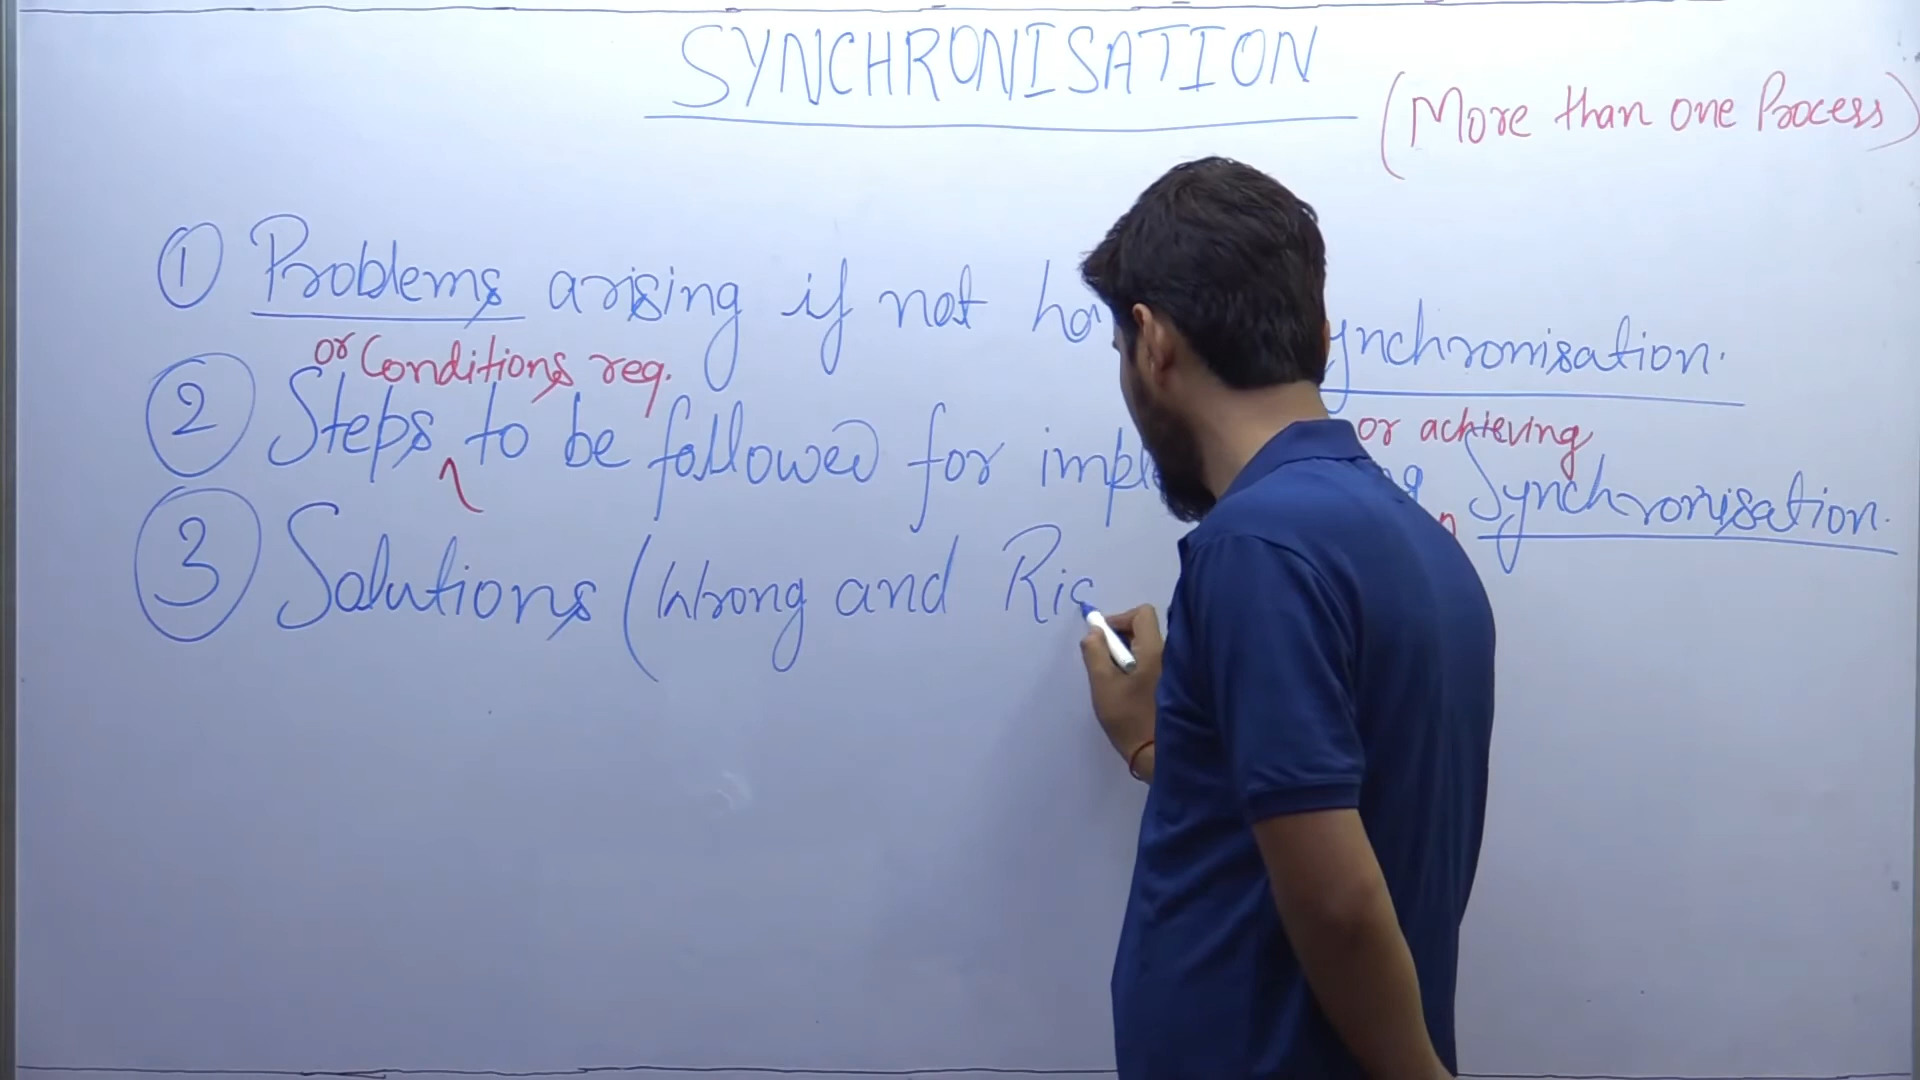 SYNCHRONISATION
(More than one Process)
① Problems arising if not ynchronisation.
or Conditions req.
or achieving
② Steps to be followed for Synchronisation.
③ Solutions (Wrong and